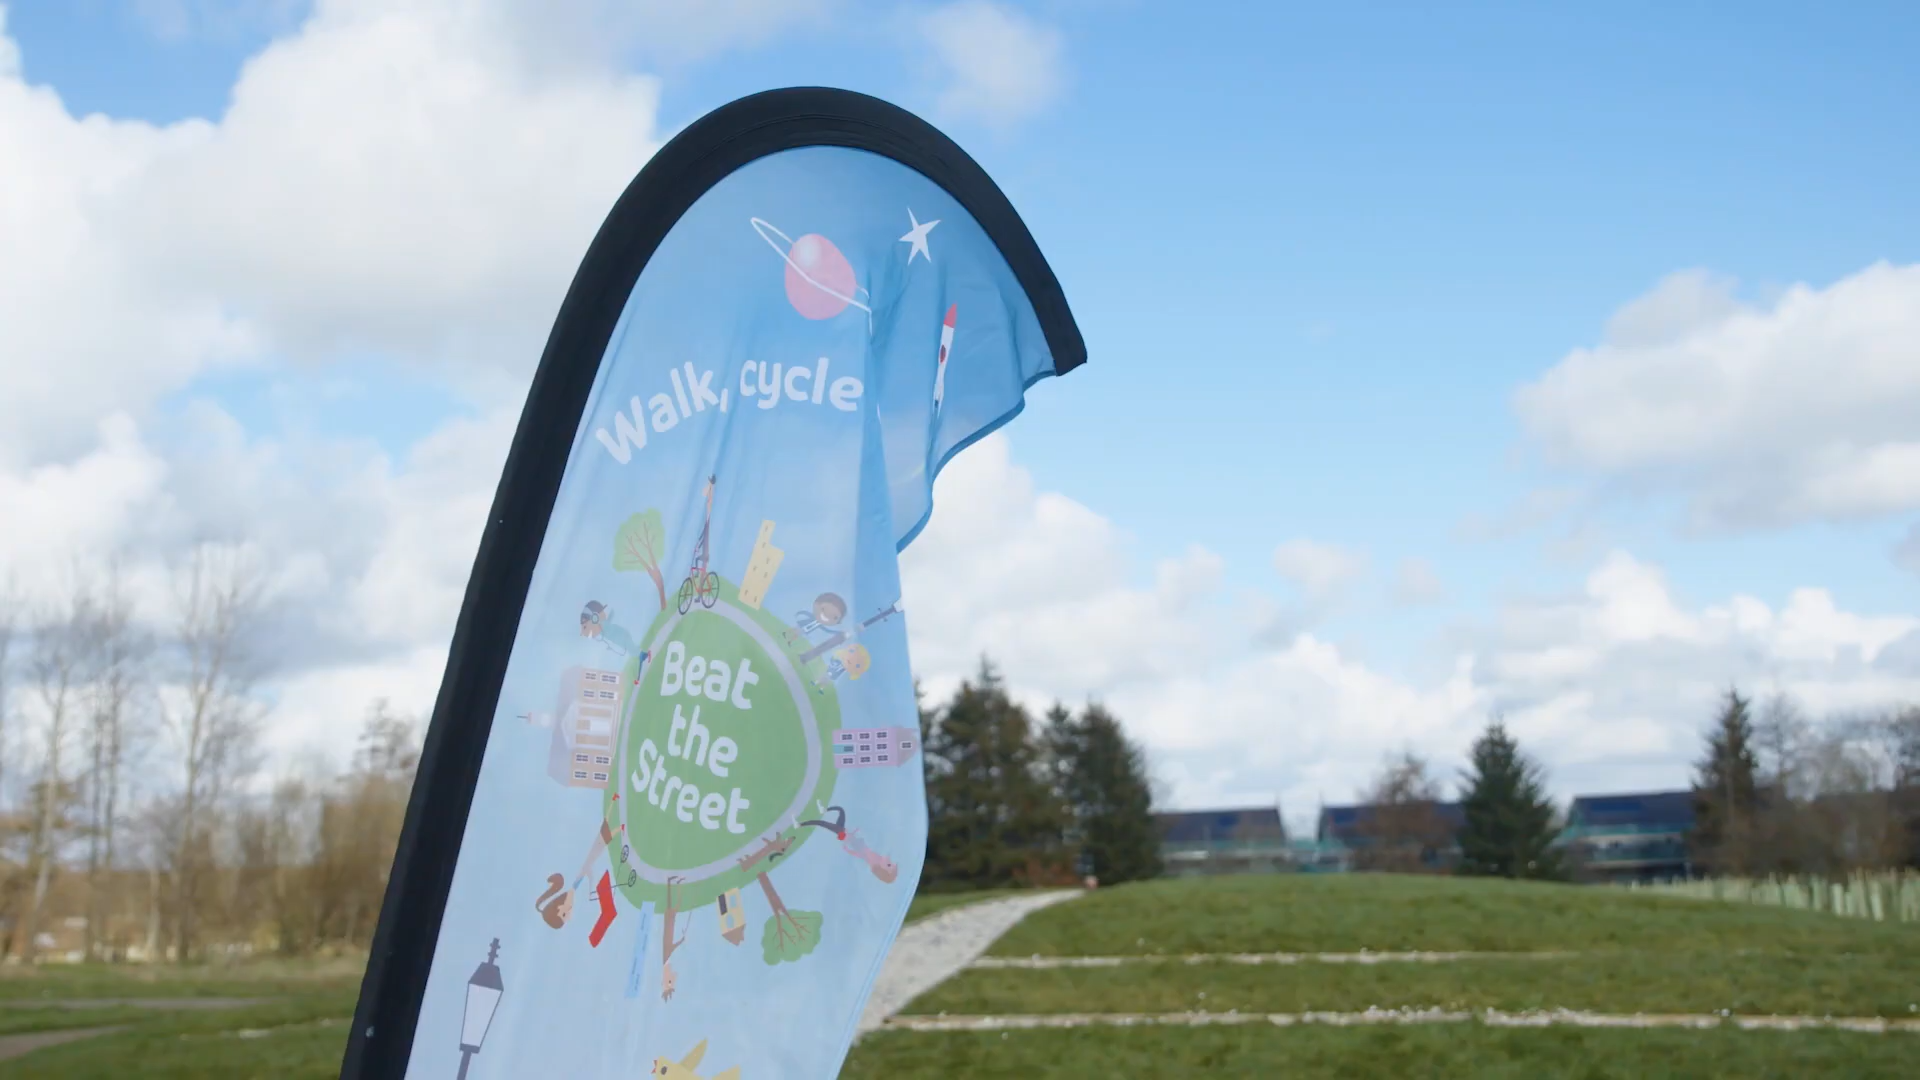 Walk, cycle
Beat
the
Street